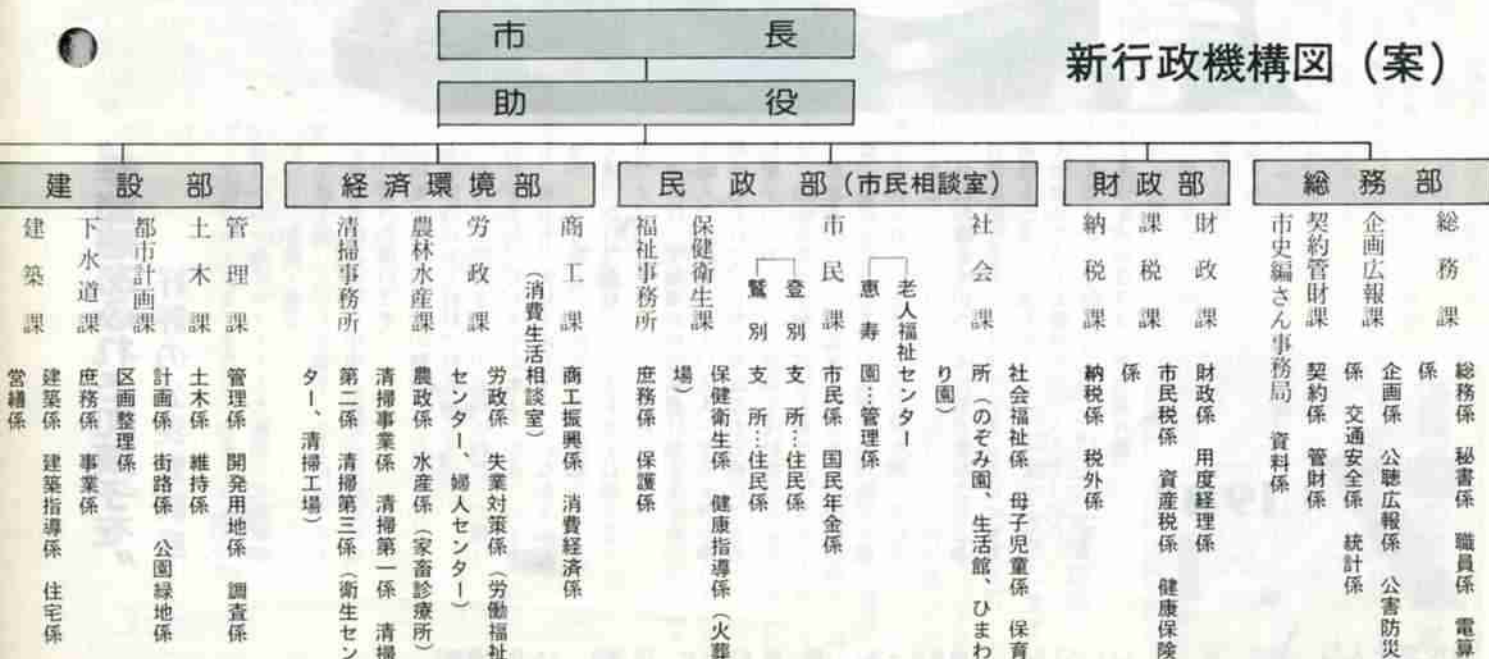 新行政機構図（案）
市長
助役
総務部
総務課
総務係　秘書係　職員係　電算
係
企画広報課
企画係　公聴広報係　公害防災
係　交通安全係　統計係
契約管財課
契約係　管財係
市史編さん事務局　資料係
財政部
財政課
財政係　用度経理係
課税課
市民税係　資産税係　健康保険
係
納税課
納税係　税外係
民政部（市民相談室）
社会課
社会福祉係　母子児童係　保育
所（のぞみ園、生活館、ひまわ
り園）
老人福祉センター
恵寿園…管理係
市民課
市民係　国民年金係
登別支所…住民係
鷲別支所…住民係
保健衛生課
保健衛生係　健康指導係（火葬
場）
福祉事務所
庶務係　保護係
経済環境部
商工課
商工振興係　消費経済係
（消費生活相談室）
労政課
労政係　失業対策係（労働福祉
センター、婦人センター）
農林水産課
農政係　水産係（家畜診療所）
清掃事務所
清掃事業係　清掃第一係　清掃
第二係　清掃第三係（衛生セン
ター、清掃工場）
建設部
管理課
管理係　開発用地係　調査係
土木課
土木係　維持係
都市計画課
計画係　街路係　公園緑地係
区画整理係
下水道課
庶務係　事業係
建築課
建築係　建築指導係　住宅係
営繕係